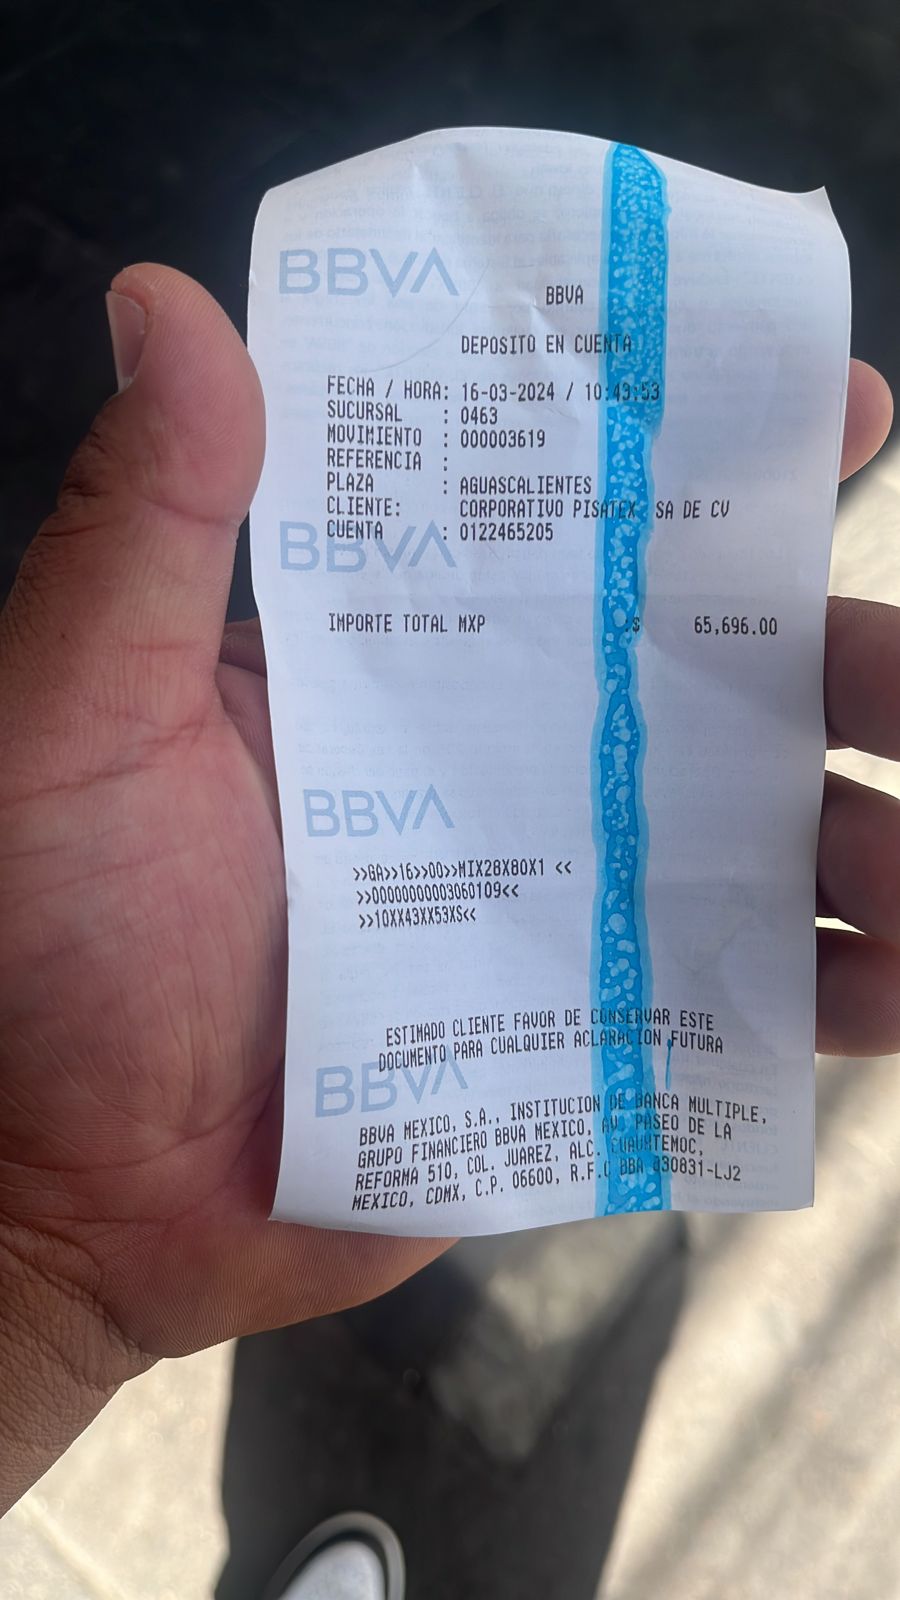 BBVA
BBVA
DEPOSITO EN CUENTA
FECHA / HORA: 16-03-2024 / 10:43:53
SUCURSAL : 0463
MOVIMIENTO : 000003619
REFERENCIA :
PLAZA : AGUASCALIENTES
CLIENTE: CORPORATIVO PISATEX SA DE CV
CUENTA : 0122465205
BBVA
IMPORTE TOTAL MXP $ 65,696.00
BBVA
>>GA>>16>>00>>MIX28X80X1 <<
>>00000000003060109<<
>>10XX43XX53XS<<
ESTIMADO CLIENTE FAVOR DE CONSERVAR ESTE
DOCUMENTO PARA CUALQUIER ACLARACION FUTURA
BBVA
BBVA MEXICO, S.A., INSTITUCION DE BANCA MULTIPLE,
GRUPO FINANCIERO BBVA MEXICO, AV. PASEO DE LA
REFORMA 510, COL. JUAREZ, ALC. CUAUHTEMOC,
MEXICO, CDMX, C.P. 06600, R.F.C BBA 830831-LJ2